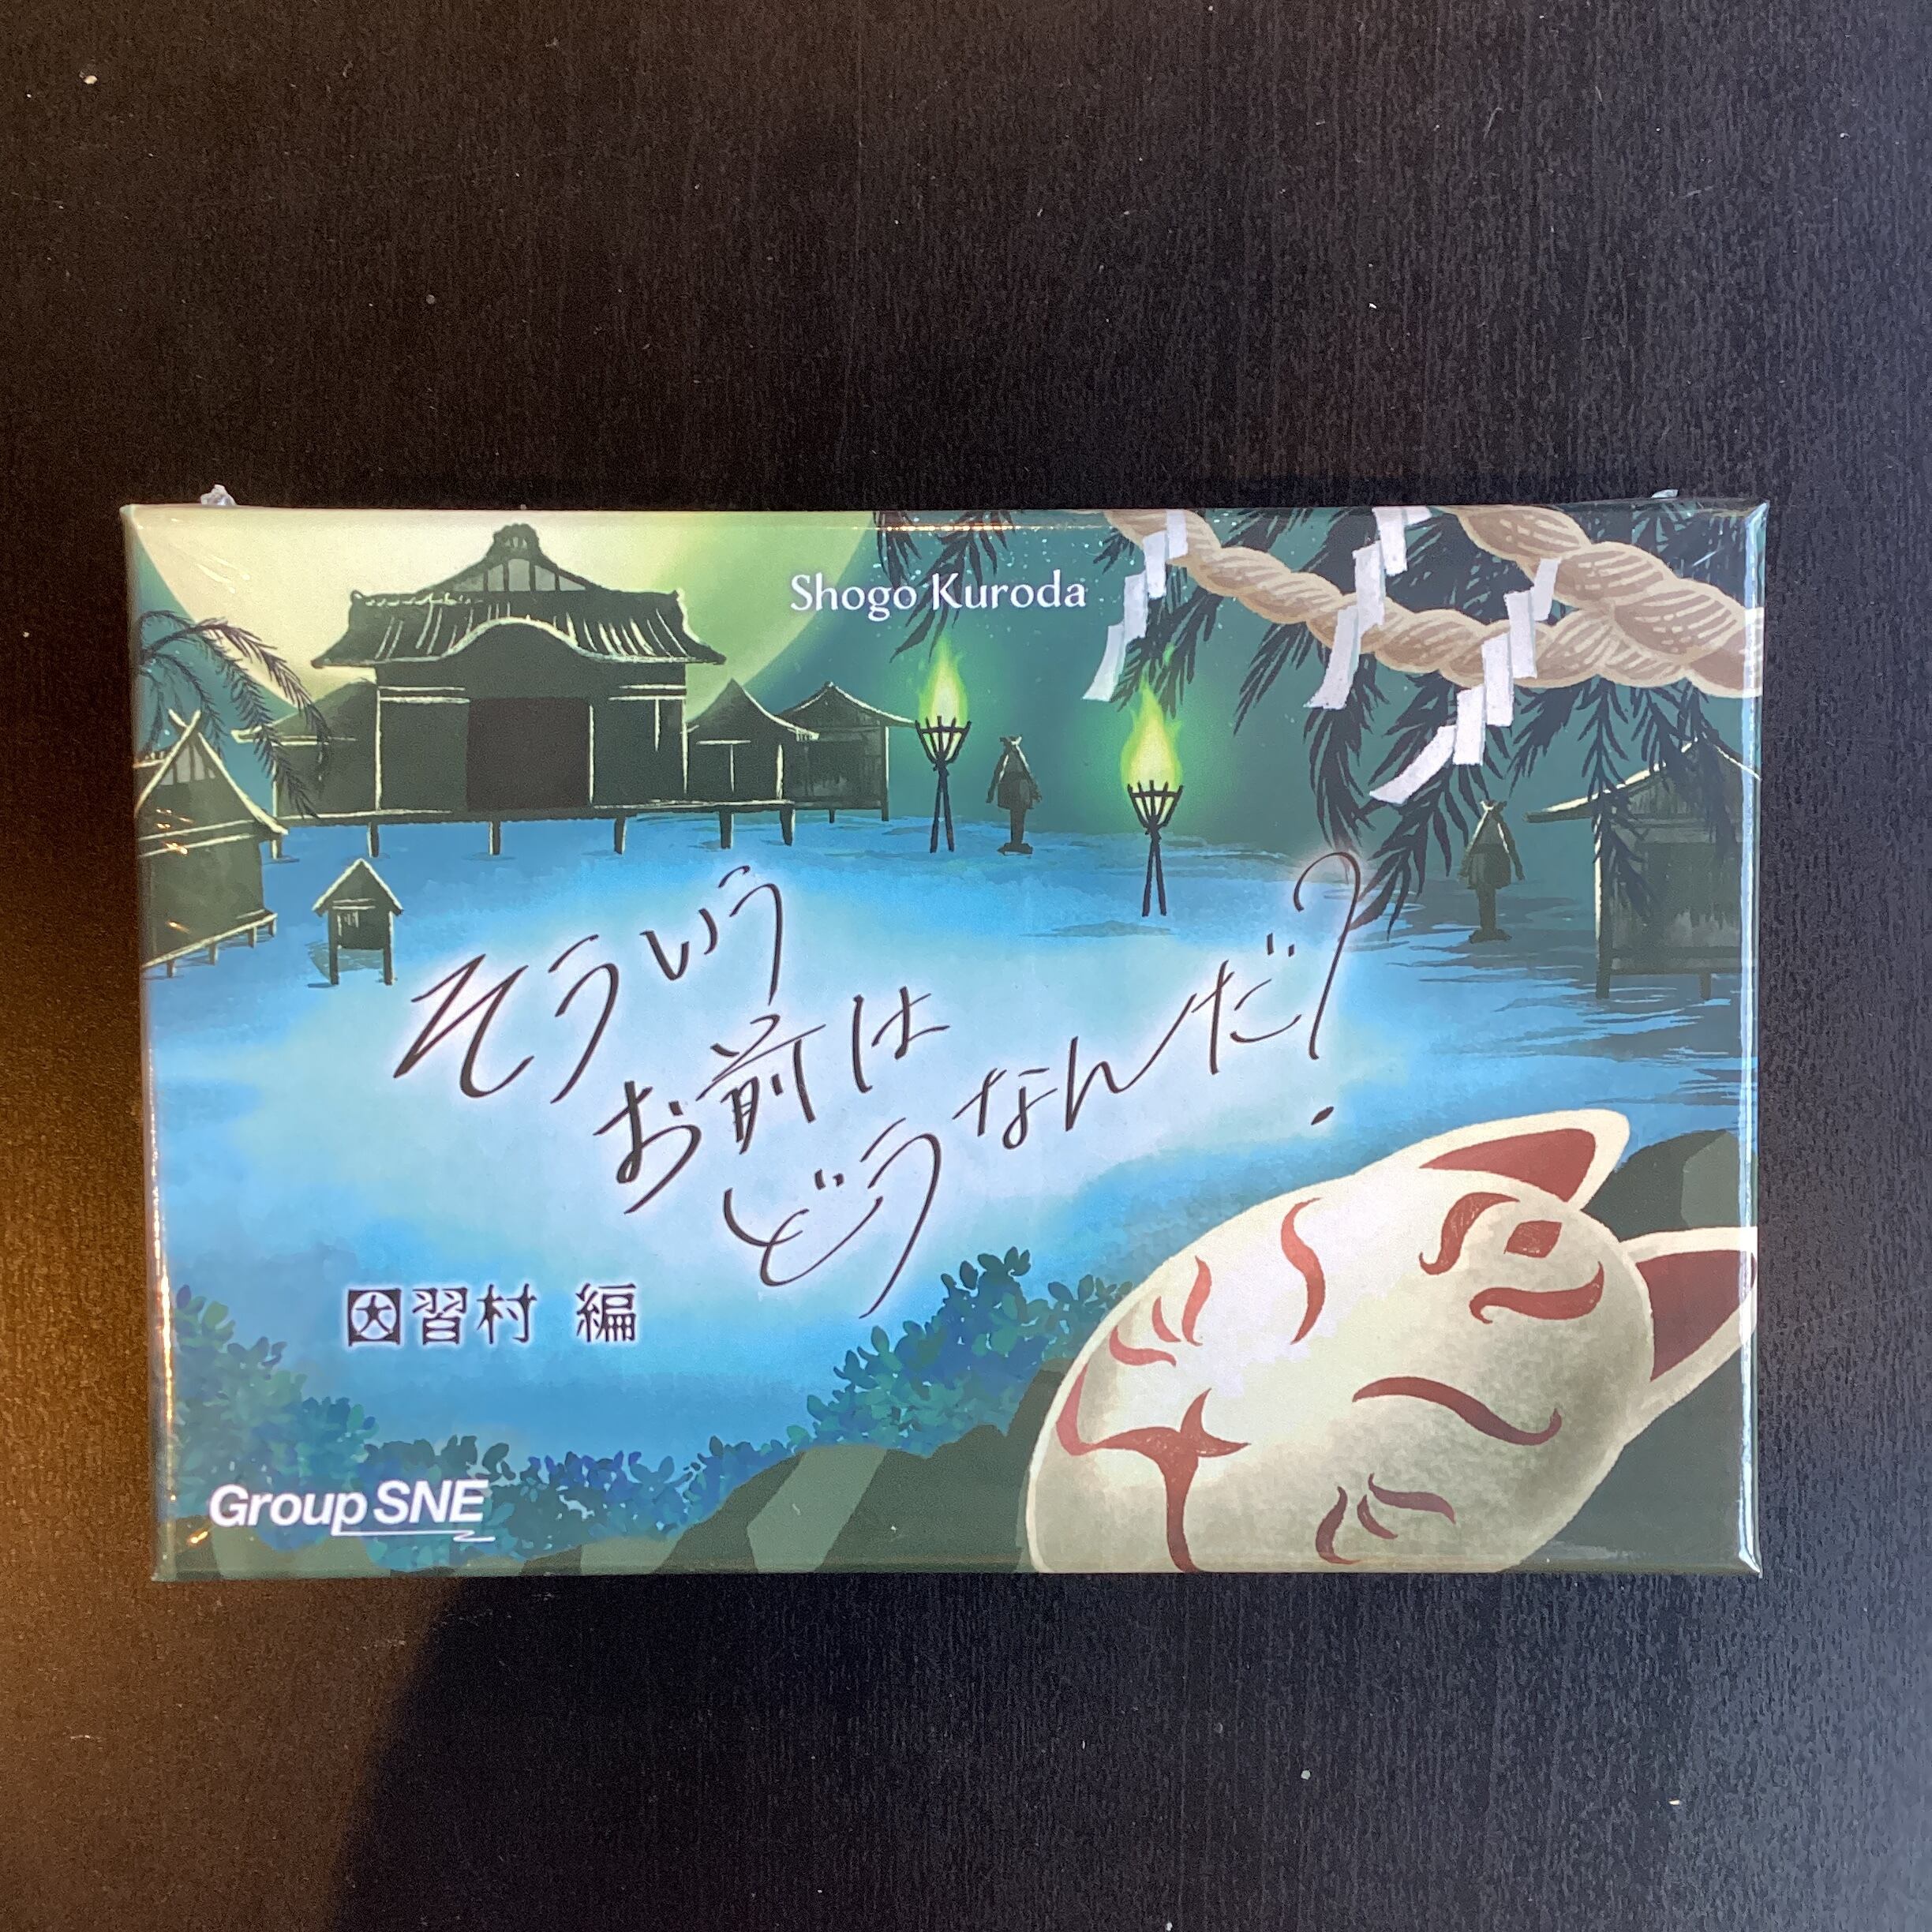 Shogo Kuroda
そういう
お前は
どうなんだ?
因習村 編
Group SNE